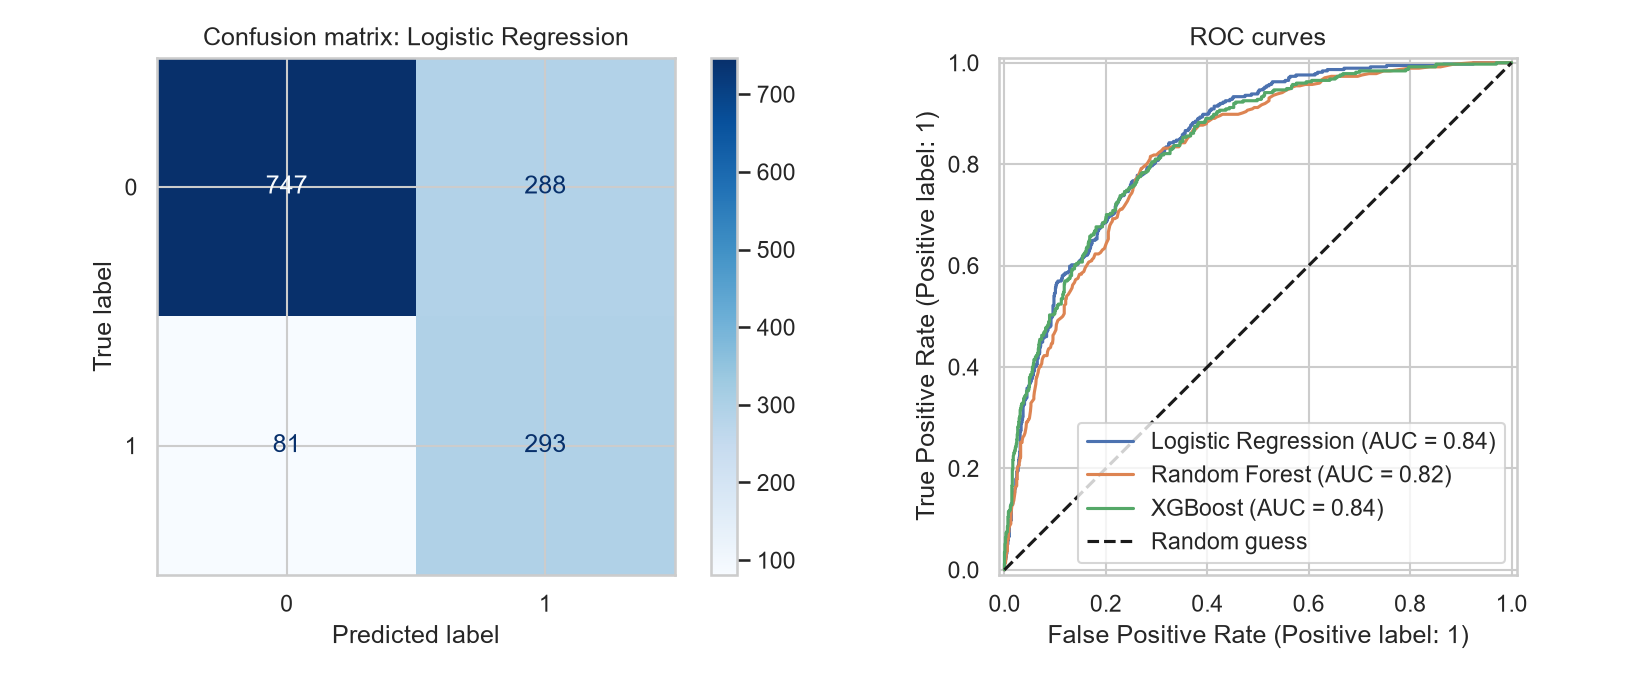 Confusion matrix: Logistic Regression
True label
0
1
747
288
81
293
0
1
Predicted label
700
600
500
400
300
200
100
ROC curves
True Positive Rate (Positive label: 1)
1.0
0.8
0.6
0.4
0.2
0.0
Logistic Regression (AUC = 0.84)
Random Forest (AUC = 0.82)
XGBoost (AUC = 0.84)
Random guess
0.0
0.2
0.4
0.6
0.8
1.0
False Positive Rate (Positive label: 1)